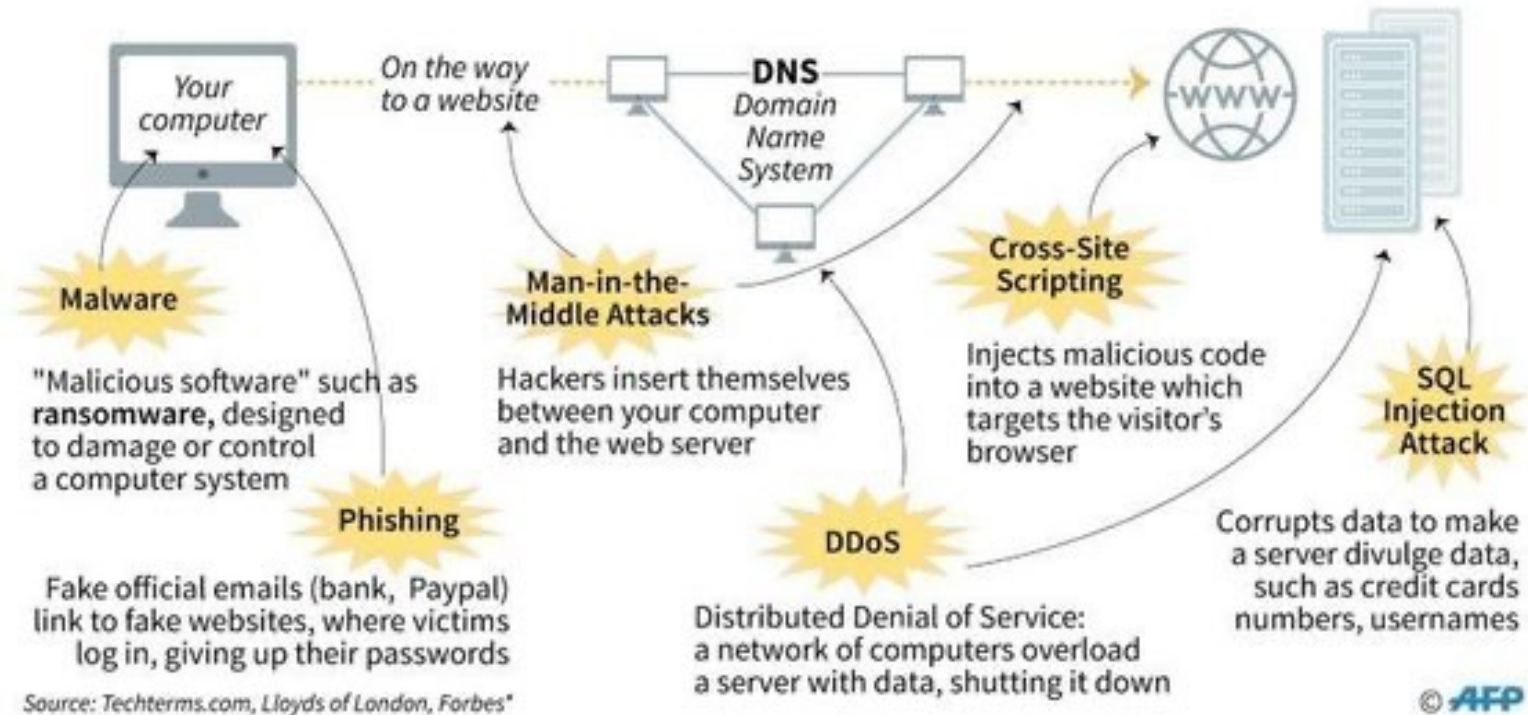 Your
computer
On the way
to a website
DNS
Domain
Name
System
WWW
Malware
"Malicious software" such as
ransomware, designed
to damage or control
a computer system
Phishing
Fake official emails (bank, Paypal)
link to fake websites, where victims
log in, giving up their passwords
Man-in-the-
Middle Attacks
Hackers insert themselves
between your computer
and the web server
DDoS
Distributed Denial of Service:
a network of computers overload
a server with data, shutting it down
Cross-Site
Scripting
Injects malicious code
into a website which
targets the visitor's
browser
SQL
Injection
Attack
Corrupts data to make
a server divulge data,
such as credit cards
numbers, usernames
Source: Techterms.com, Lloyds of London, Forbes*
© AFP